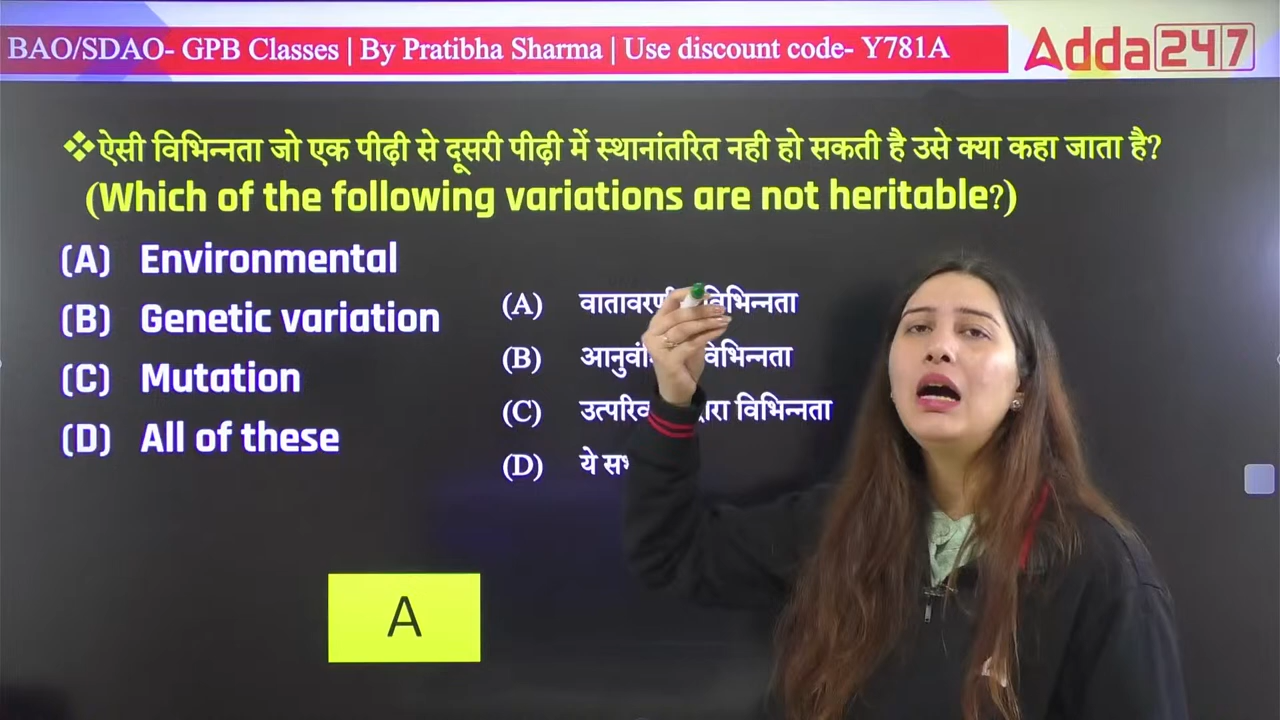 BAO/SDAO- GPB Classes | By Pratibha Sharma | Use discount code- Y781A
Adda247
❖ऐसी विभिन्नता जो एक पीढ़ी से दूसरी पीढ़ी में स्थानांतरित नही हो सकती है उसे क्या कहा जाता है?
(Which of the following variations are not heritable?)
(A) Environmental
(B) Genetic variation
(C) Mutation
(D) All of these
(A) विभिन्नता
(B) विभिन्नता
(C) विभिन्नता
(D) ये
A